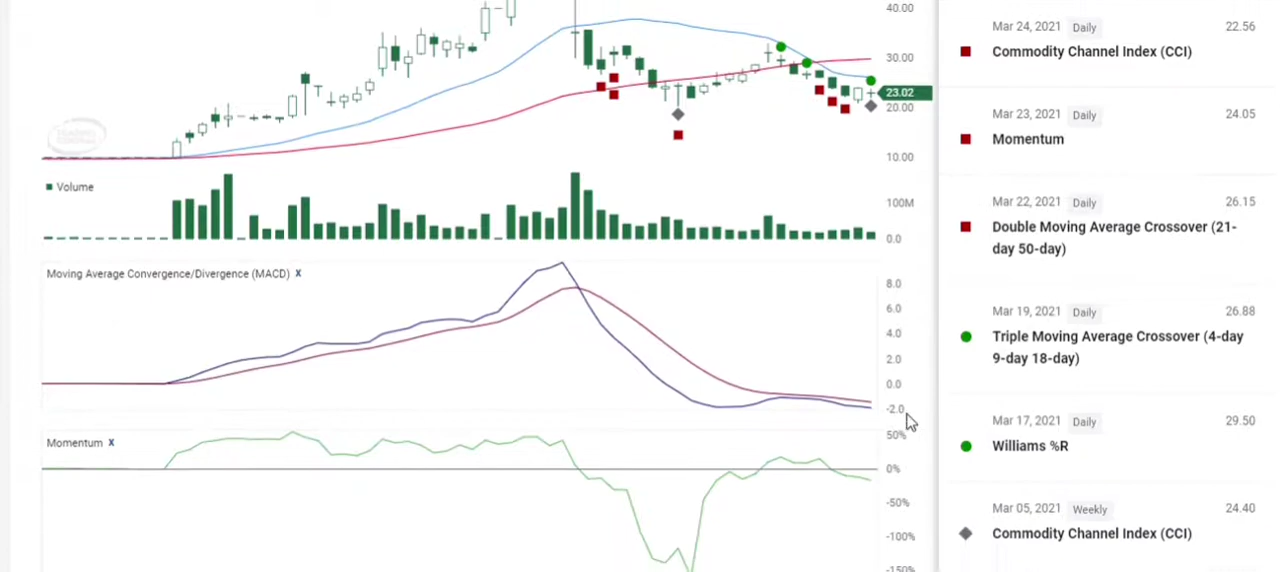 40.00
30.00
23.02
20.00
10.00
Volume
100M
0.0
Moving Average Convergence/Divergence (MACD) X
8.0
6.0
4.0
2.0
0.0
-2.0
Momentum X
50%
0%
-50%
-100%
-150%
Mar 24, 2021 Daily 22.56
Commodity Channel Index (CCI)
Mar 23, 2021 Daily 24.05
Momentum
Mar 22, 2021 Daily 26.15
Double Moving Average Crossover (21-
day 50-day)
Mar 19, 2021 Daily 26.88
Triple Moving Average Crossover (4-day
9-day 18-day)
Mar 17, 2021 Daily 29.50
Williams %R
Mar 05, 2021 Weekly 24.40
Commodity Channel Index (CCI)